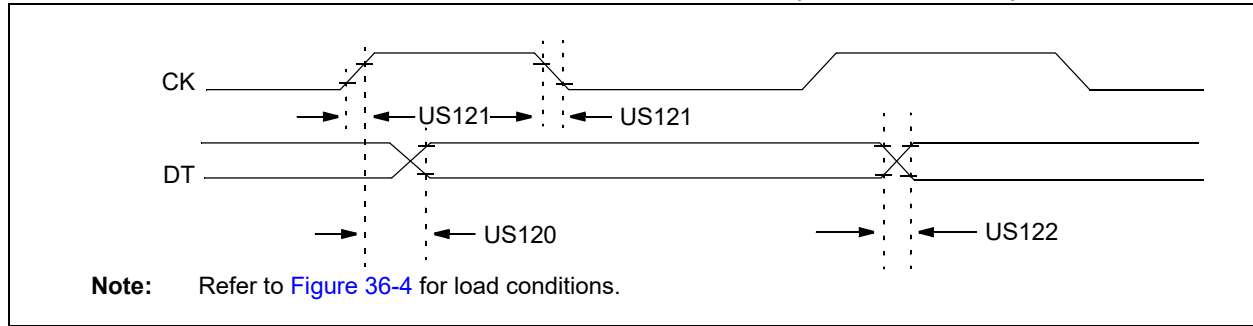 CK
US121
US121
DT
US120
US122
Note: Refer to Figure 36-4 for load conditions.